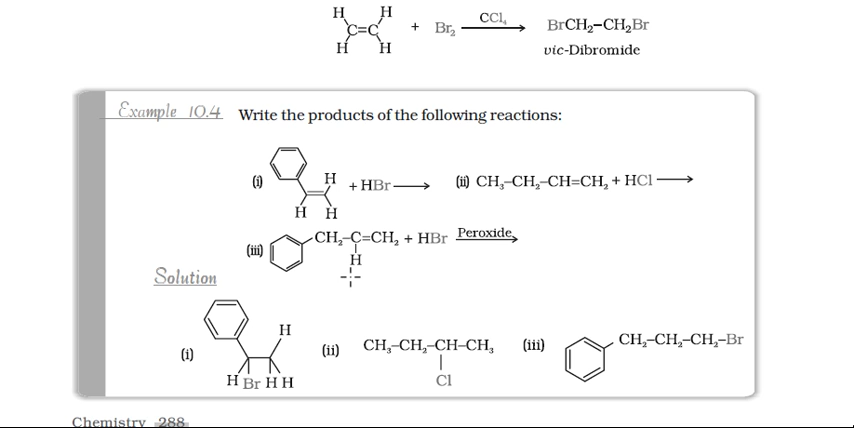 H H
C=C + Br₂ CCl₄ BrCH₂–CH₂Br
H H vic-Dibromide
Example 10.4 Write the products of the following reactions:
(i) H + HBr (ii) CH₃–CH₂–CH=CH₂ + HCl
H H
(iii) CH₂–C=CH₂ + HBr Peroxide
H
Solution
(i) H (ii) CH₃–CH₂–CH–CH₃ (iii) CH₂–CH₂–CH₂–Br
H Br H H Cl
Chemistry 288